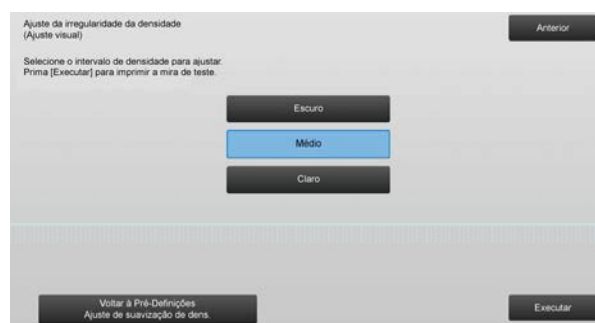 Ajuste da irregularidade da densidade
(Ajuste visual)
Anterior
Selecione o intervalo de densidade para ajustar.
Prima [Executar] para imprimir a mira de teste.
Escuro
Médio
Claro
Voltar à Pré-Definições
Ajuste de suavização de dens.
Executar